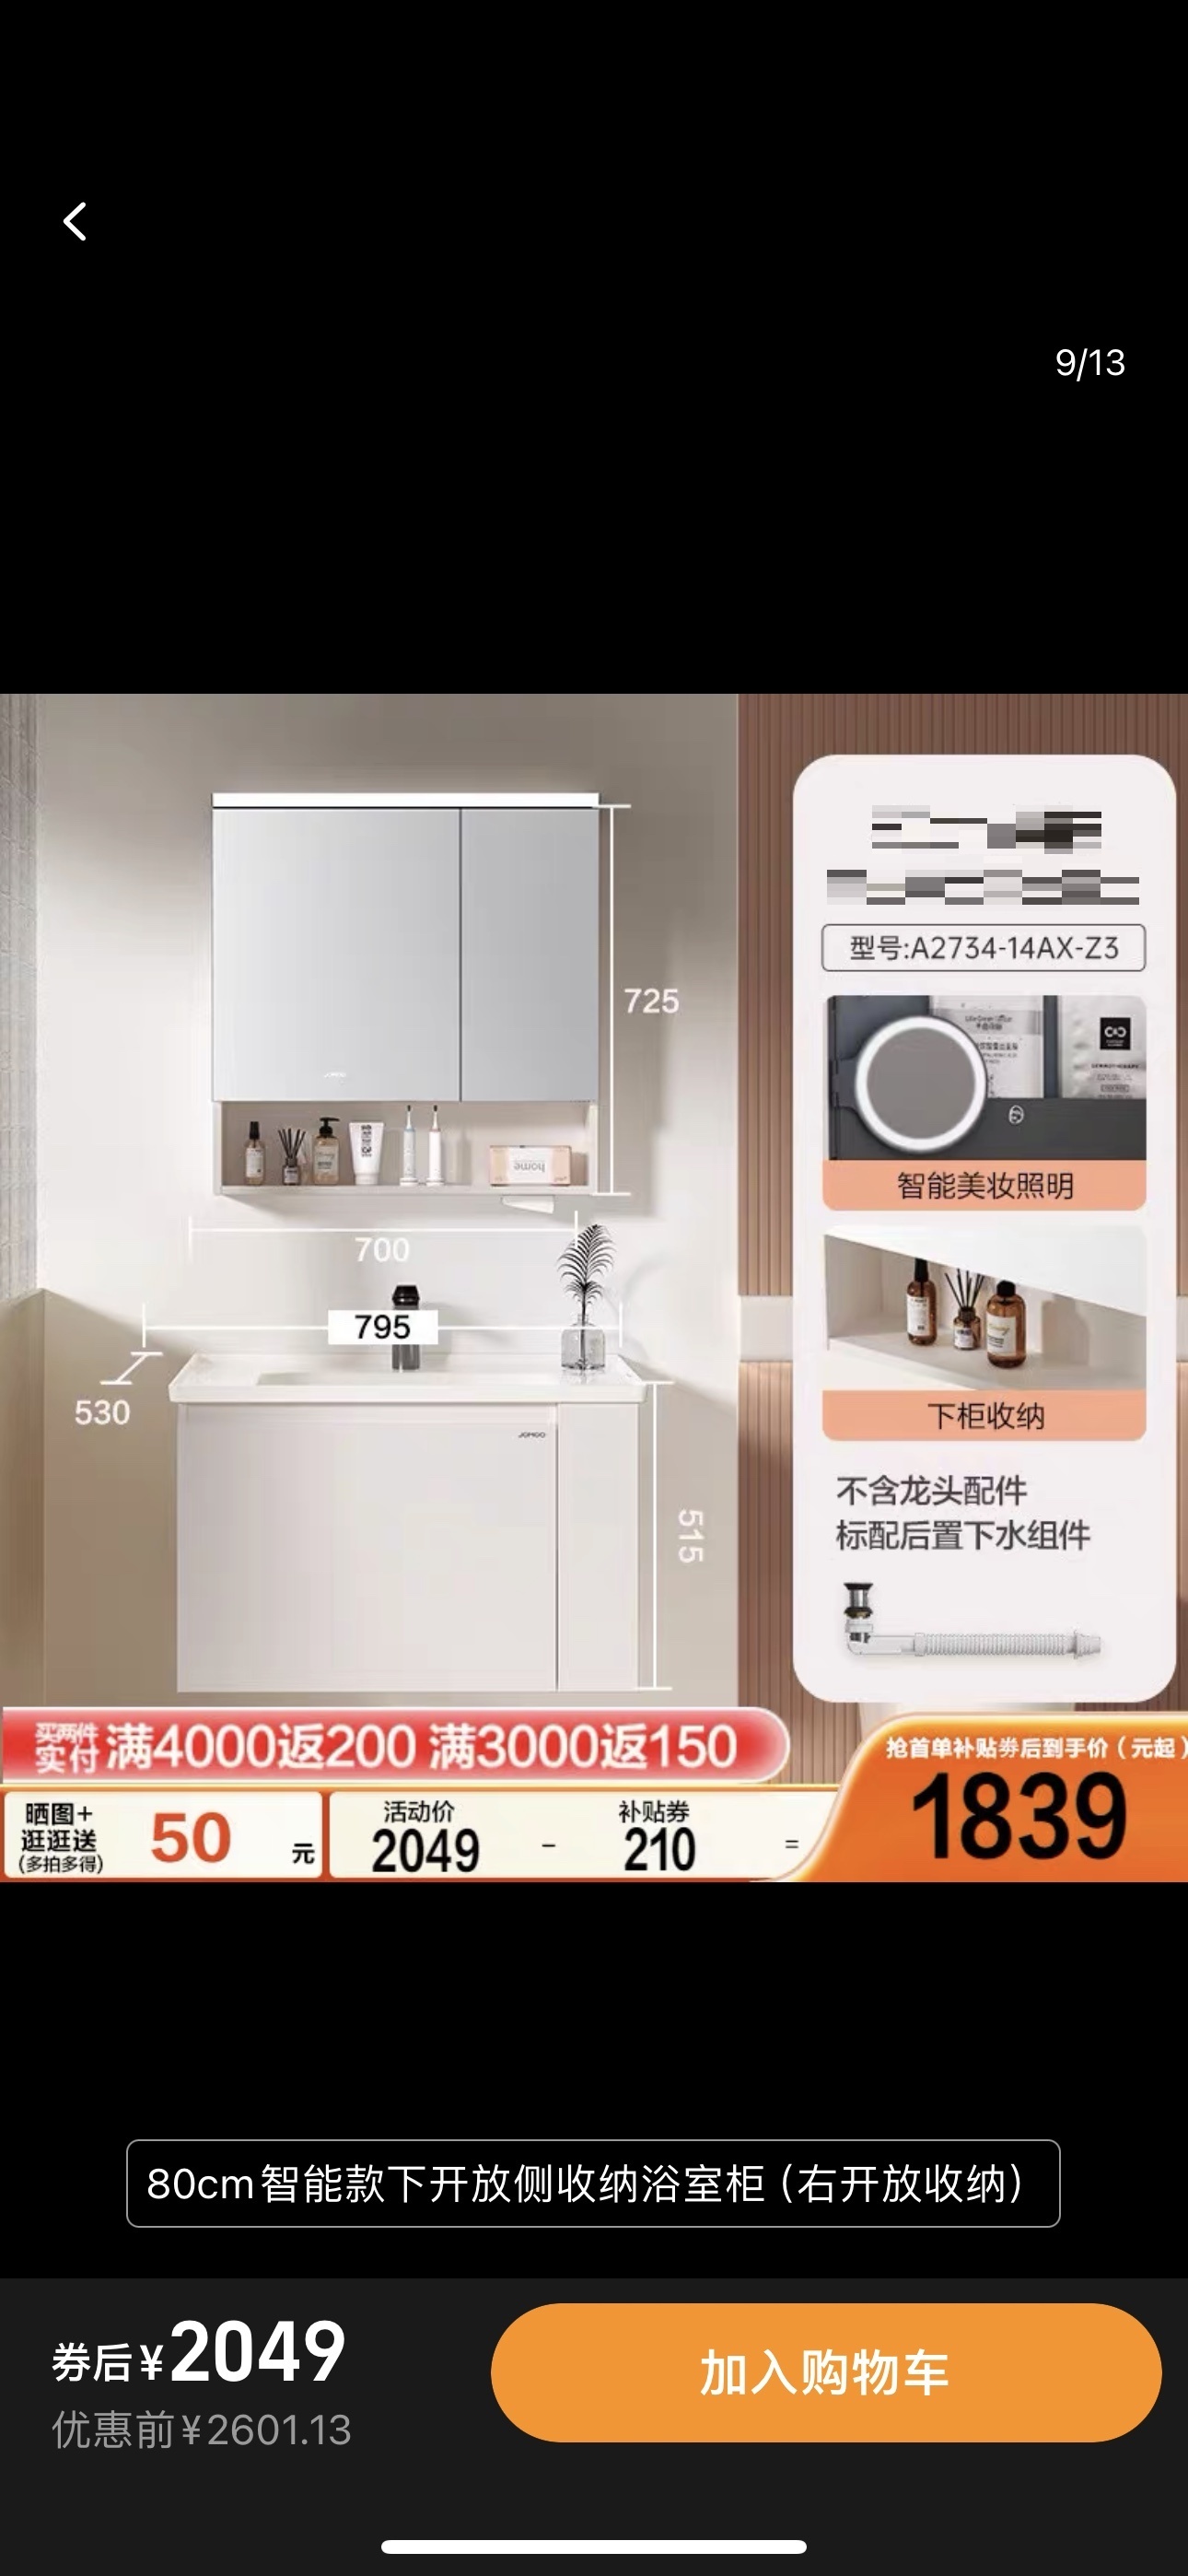 9/13
型号:A2734-14AX-Z3
725
智能美妆照明
home
700
795
530
JOMOO
515
下柜收纳
不含龙头配件
标配后置下水组件
买两件
实付
满4000返200 满3000返150
抢首单补贴券后到手价（元起）
1839
晒图+
逛逛送
(多拍多得)
50
元
活动价
2049
-
补贴券
210
=
80cm智能款下开放侧收纳浴室柜（右开放收纳）
券后¥2049
优惠前¥2601.13
加入购物车